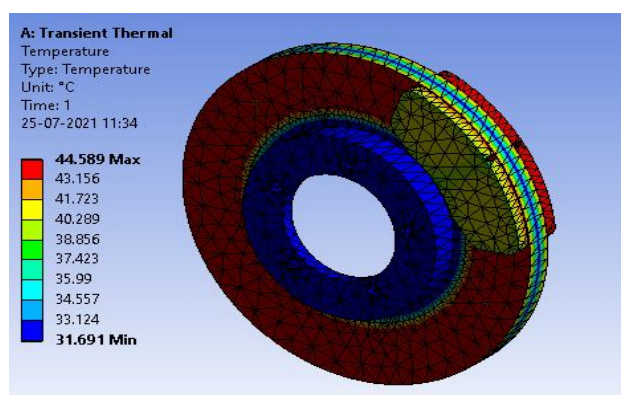 A: Transient Thermal
Temperature
Type: Temperature
Unit: °C
Time: 1
25-07-2021 11:34
44.589 Max
43.156
41.723
40.289
38.856
37.423
35.99
34.557
33.124
31.691 Min